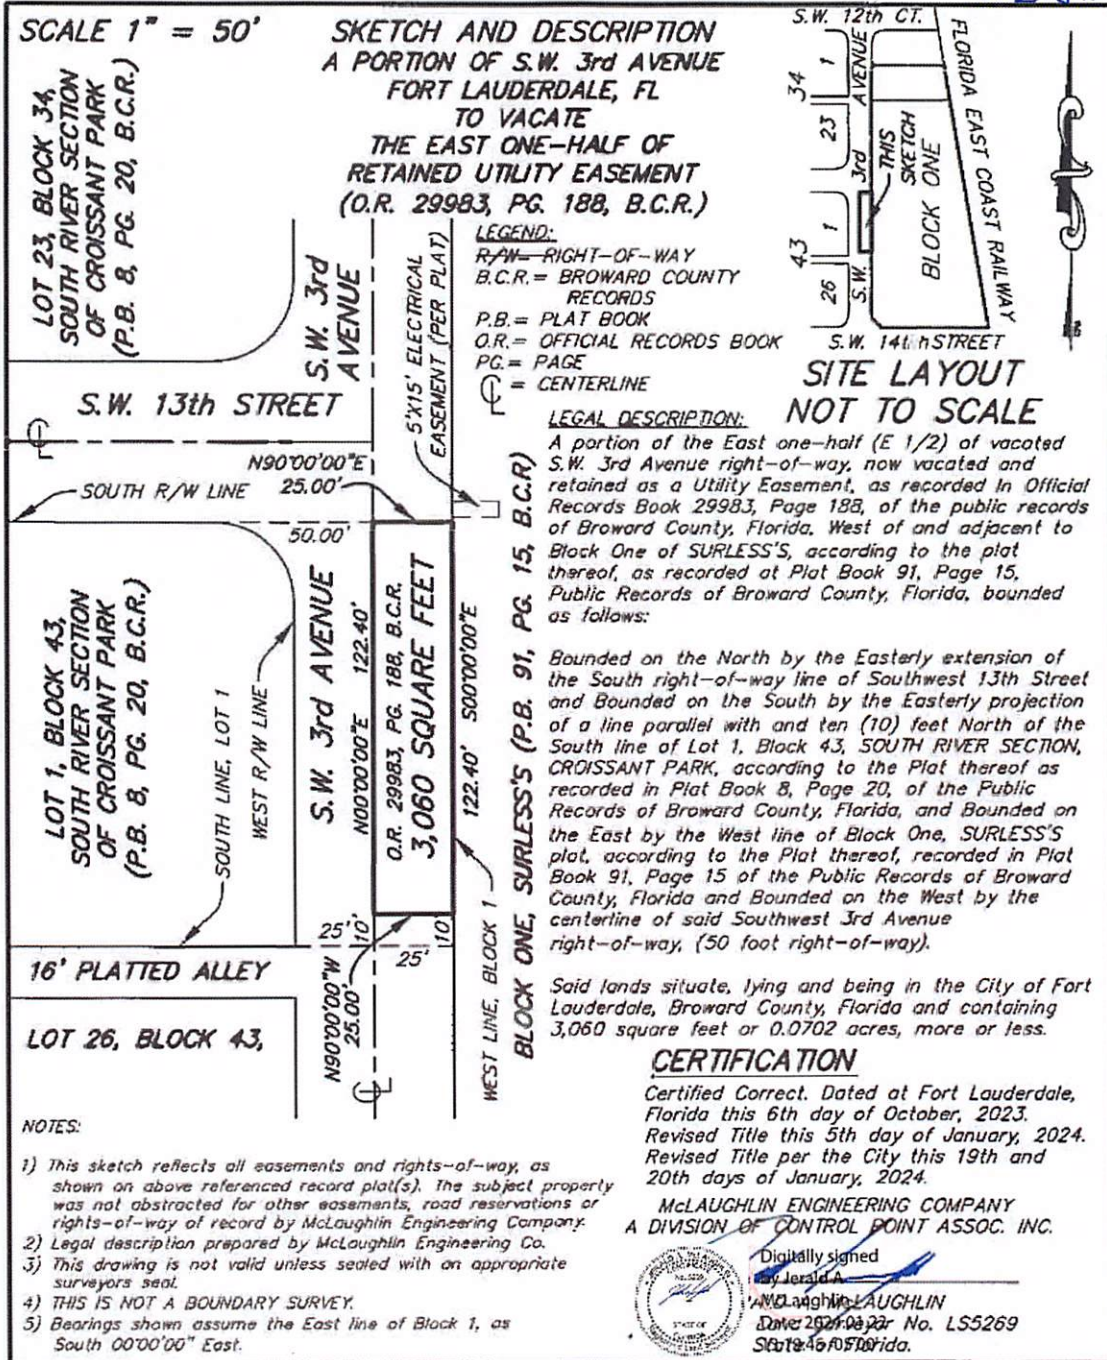 SCALE 1" = 50'
SKETCH AND DESCRIPTION
A PORTION OF S.W. 3rd AVENUE
FORT LAUDERDALE, FL
TO VACATE
THE EAST ONE-HALF OF
RETAINED UTILITY EASEMENT
(O.R. 29983, PG. 188, B.C.R.)
LOT 23, BLOCK 34,
SOUTH RIVER SECTION
OF CROISSANT PARK
(P.B. 8, PG. 20, B.C.R.)
S.W. 12th CT.
34
1
AVENUE
23
3rd
THIS
SKETCH
BLOCK ONE
FLORIDA EAST COAST RAILWAY
43
1
26
S.W.
S.W. 14th STREET
SITE LAYOUT
NOT TO SCALE
LEGEND:
R/W= RIGHT-OF-WAY
B.C.R.= BROWARD COUNTY
RECORDS
P.B.= PLAT BOOK
O.R.= OFFICIAL RECORDS BOOK
PG.= PAGE
CL = CENTERLINE
S.W. 3rd
AVENUE
5'X15' ELECTRICAL
EASEMENT (PER PLAT)
S.W. 13th STREET
CL
N90°00'00"E
25.00'
SOUTH R/W LINE
50.00'
LOT 1, BLOCK 43,
SOUTH RIVER SECTION
OF CROISSANT PARK
(P.B. 8, PG. 20, B.C.R.)
SOUTH LINE, LOT 1
WEST R/W LINE
S.W. 3rd AVENUE
N00°00'00"E 122.40'
O.R. 29983, PG. 188, B.C.R.
3,060 SQUARE FEET
122.40' S00°00'00"E
WEST LINE, BLOCK 1
BLOCK ONE, SURLESS'S (P.B. 91, PG. 15, B.C.R)
25'
10'
10'
25'
N90°00'00"W
25.00'
CL
16' PLATTED ALLEY
LOT 26, BLOCK 43,
LEGAL DESCRIPTION:
A portion of the East one-half (E 1/2) of vacated
S.W. 3rd Avenue right-of-way, now vacated and
retained as a Utility Easement, as recorded In Official
Records Book 29983, Page 188, of the public records
of Broward County, Florida, West of and adjacent to
Block One of SURLESS'S, according to the plat
thereof, as recorded at Plat Book 91, Page 15,
Public Records of Broward County, Florida, bounded
as follows:
Bounded on the North by the Easterly extension of
the South right-of-way line of Southwest 13th Street
and Bounded on the South by the Easterly projection
of a line parallel with and ten (10) feet North of the
South line of Lot 1, Block 43, SOUTH RIVER SECTION,
CROISSANT PARK, according to the Plat thereof as
recorded in Plat Book 8, Page 20, of the Public
Records of Broward County, Florida, and Bounded on
the East by the West line of Block One, SURLESS'S
plat, according to the Plat thereof, recorded in Plat
Book 91, Page 15 of the Public Records of Broward
County, Florida and Bounded on the West by the
centerline of said Southwest 3rd Avenue
right-of-way, (50 foot right-of-way).
Said lands situate, lying and being in the City of Fort
Lauderdale, Broward County, Florida and containing
3,060 square feet or 0.0702 acres, more or less.
CERTIFICATION
Certified Correct. Dated at Fort Lauderdale,
Florida this 6th day of October, 2023.
Revised Title this 5th day of January, 2024.
Revised Title per the City this 19th and
20th days of January, 2024.
McLAUGHLIN ENGINEERING COMPANY
A DIVISION OF CONTROL POINT ASSOC. INC.
Digitally signed
by Jerald A
McLaughlin
McLAUGHLIN
No. LS5269
State of Florida.
NOTES:
1) This sketch reflects all easements and rights-of-way, as
shown on above referenced record plat(s). The subject property
was not abstracted for other easements, road reservations or
rights-of-way of record by McLaughlin Engineering Company.
2) Legal description prepared by McLaughlin Engineering Co.
3) This drawing is not valid unless sealed with an appropriate
surveyors seal.
4) THIS IS NOT A BOUNDARY SURVEY.
5) Bearings shown assume the East line of Block 1, as
South 00°00'00" East.